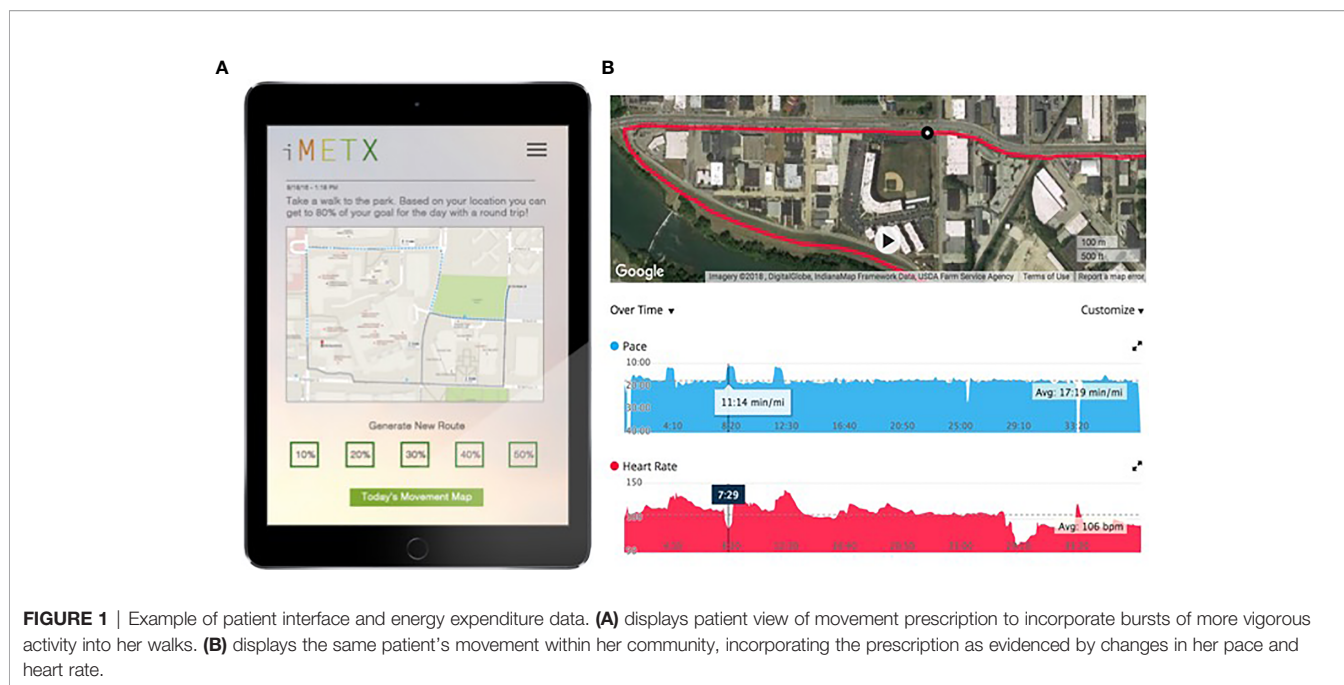 A
B
iMETX
Take a walk to the park. Based on your location you can
get to 80% of your goal for the day with a round trip!
Generate New Route
10% 20% 30% 40% 50%
Today's Movement Map
100 m
500 ft
Google
Imagery ©2018, DigitalGlobe, IndianaMap Framework Data, USDA Farm Service Agency Terms of Use Report a map error
Over Time
Customize
Pace
10:00
20:00
30:00
40:00
11:14 min/mi
Avg: 17:19 min/mi
4:10 8:20 12:30 16:40 20:50 25:00 29:10 33:20
Heart Rate
150
7:29
Avg: 106 bpm
FIGURE 1 | Example of patient interface and energy expenditure data. (A) displays patient view of movement prescription to incorporate bursts of more vigorous
activity into her walks. (B) displays the same patient's movement within her community, incorporating the prescription as evidenced by changes in her pace and
heart rate.